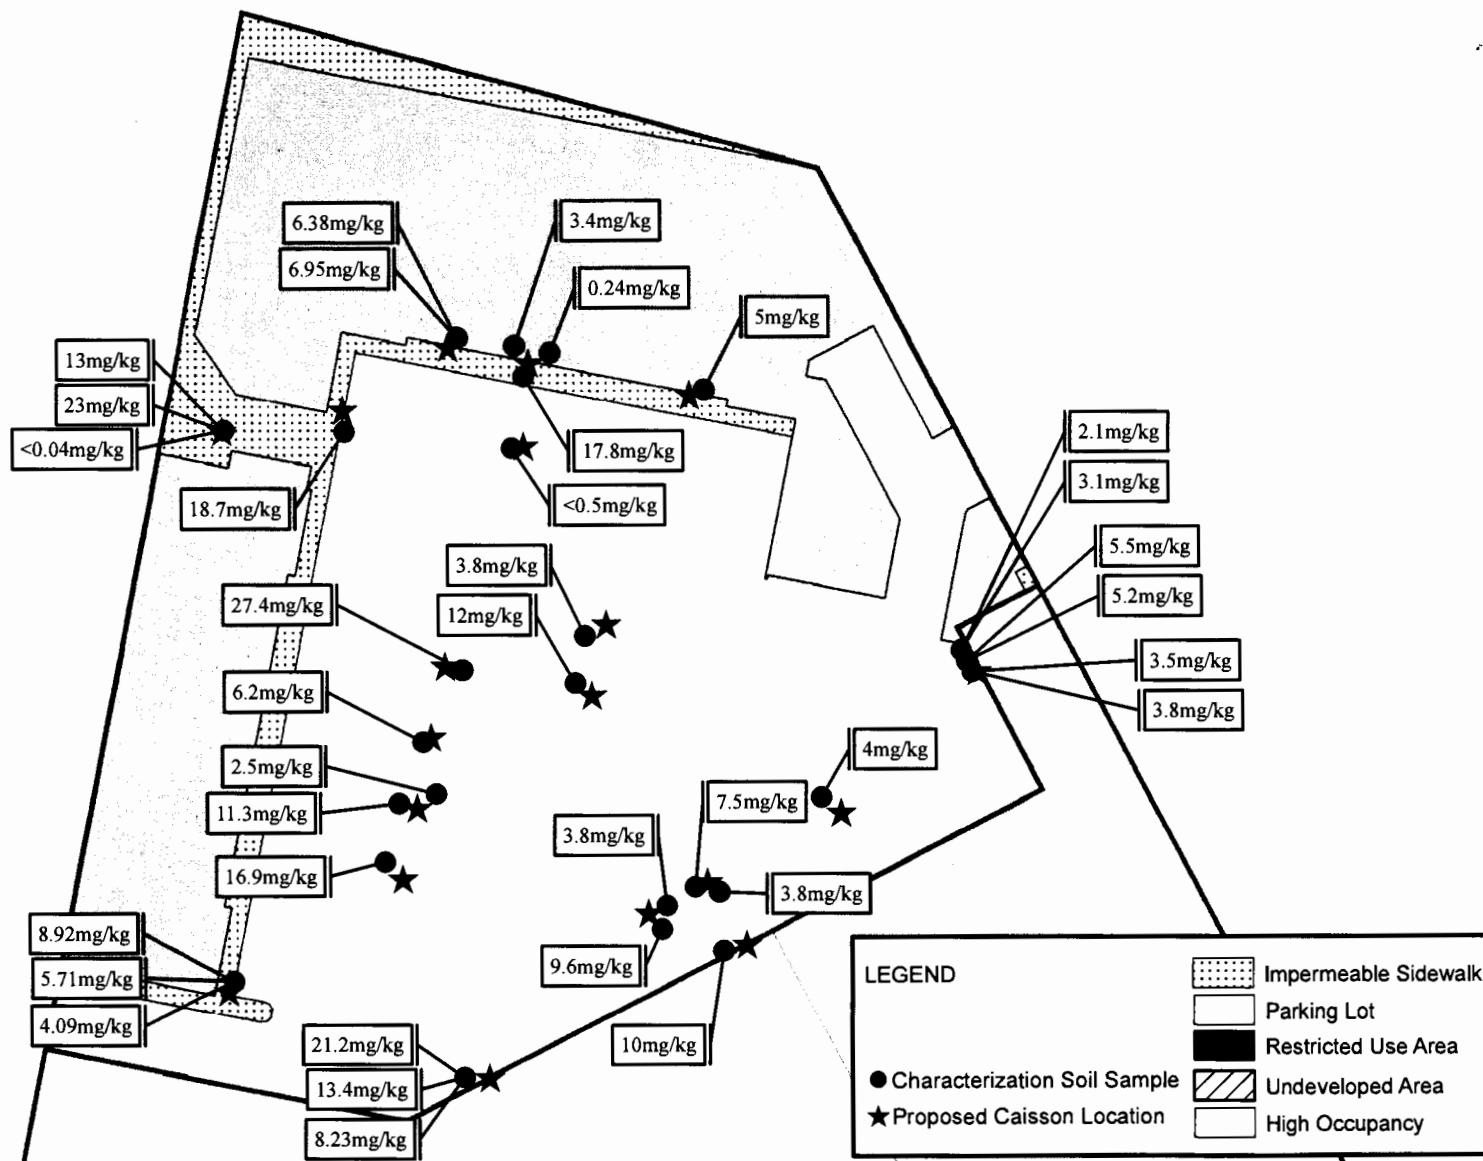 6.38mg/kg
3.4mg/kg
6.95mg/kg
0.24mg/kg
5mg/kg
13mg/kg
23mg/kg
<0.04mg/kg
2.1mg/kg
17.8mg/kg
3.1mg/kg
18.7mg/kg
<0.5mg/kg
5.5mg/kg
3.8mg/kg
5.2mg/kg
27.4mg/kg
12mg/kg
3.5mg/kg
6.2mg/kg
3.8mg/kg
4mg/kg
2.5mg/kg
7.5mg/kg
11.3mg/kg
3.8mg/kg
16.9mg/kg
3.8mg/kg
8.92mg/kg
9.6mg/kg
5.71mg/kg
4.09mg/kg
21.2mg/kg
10mg/kg
13.4mg/kg
8.23mg/kg
LEGEND
Characterization Soil Sample
Proposed Caisson Location
Impermeable Sidewalk
Parking Lot
Restricted Use Area
Undeveloped Area
High Occupancy